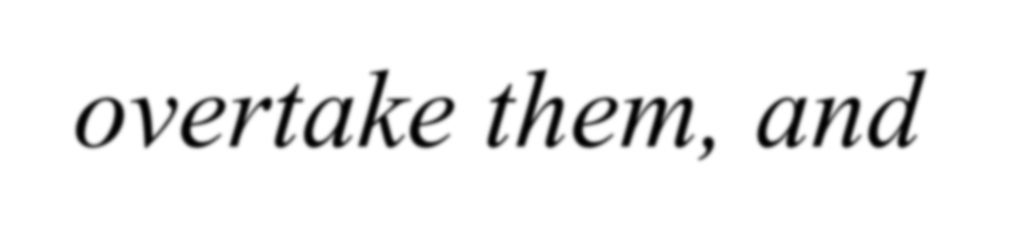 overtake them, and